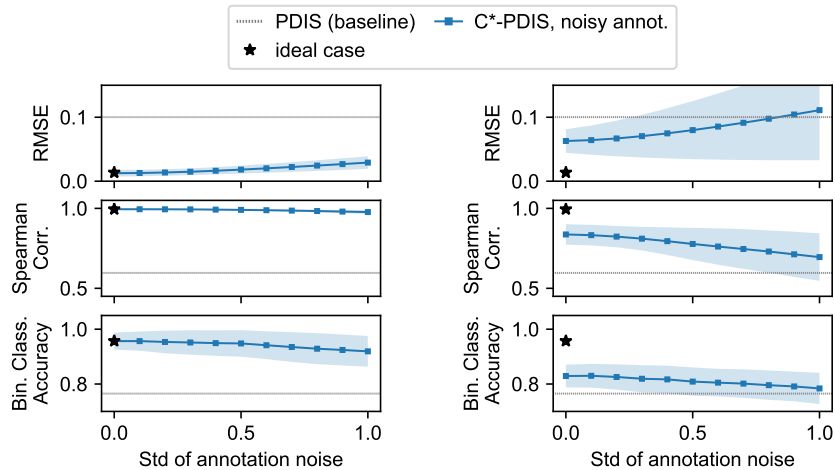 PDIS (baseline)
C*-PDIS, noisy annot.
ideal case
RMSE
0.1
0.0
Spearman
Corr.
1.0
0.5
Bin. Class.
Accuracy
1.0
0.8
0.0
0.5
1.0
Std of annotation noise
RMSE
0.1
0.0
Spearman
Corr.
1.0
0.5
Bin. Class.
Accuracy
1.0
0.8
0.0
0.5
1.0
Std of annotation noise